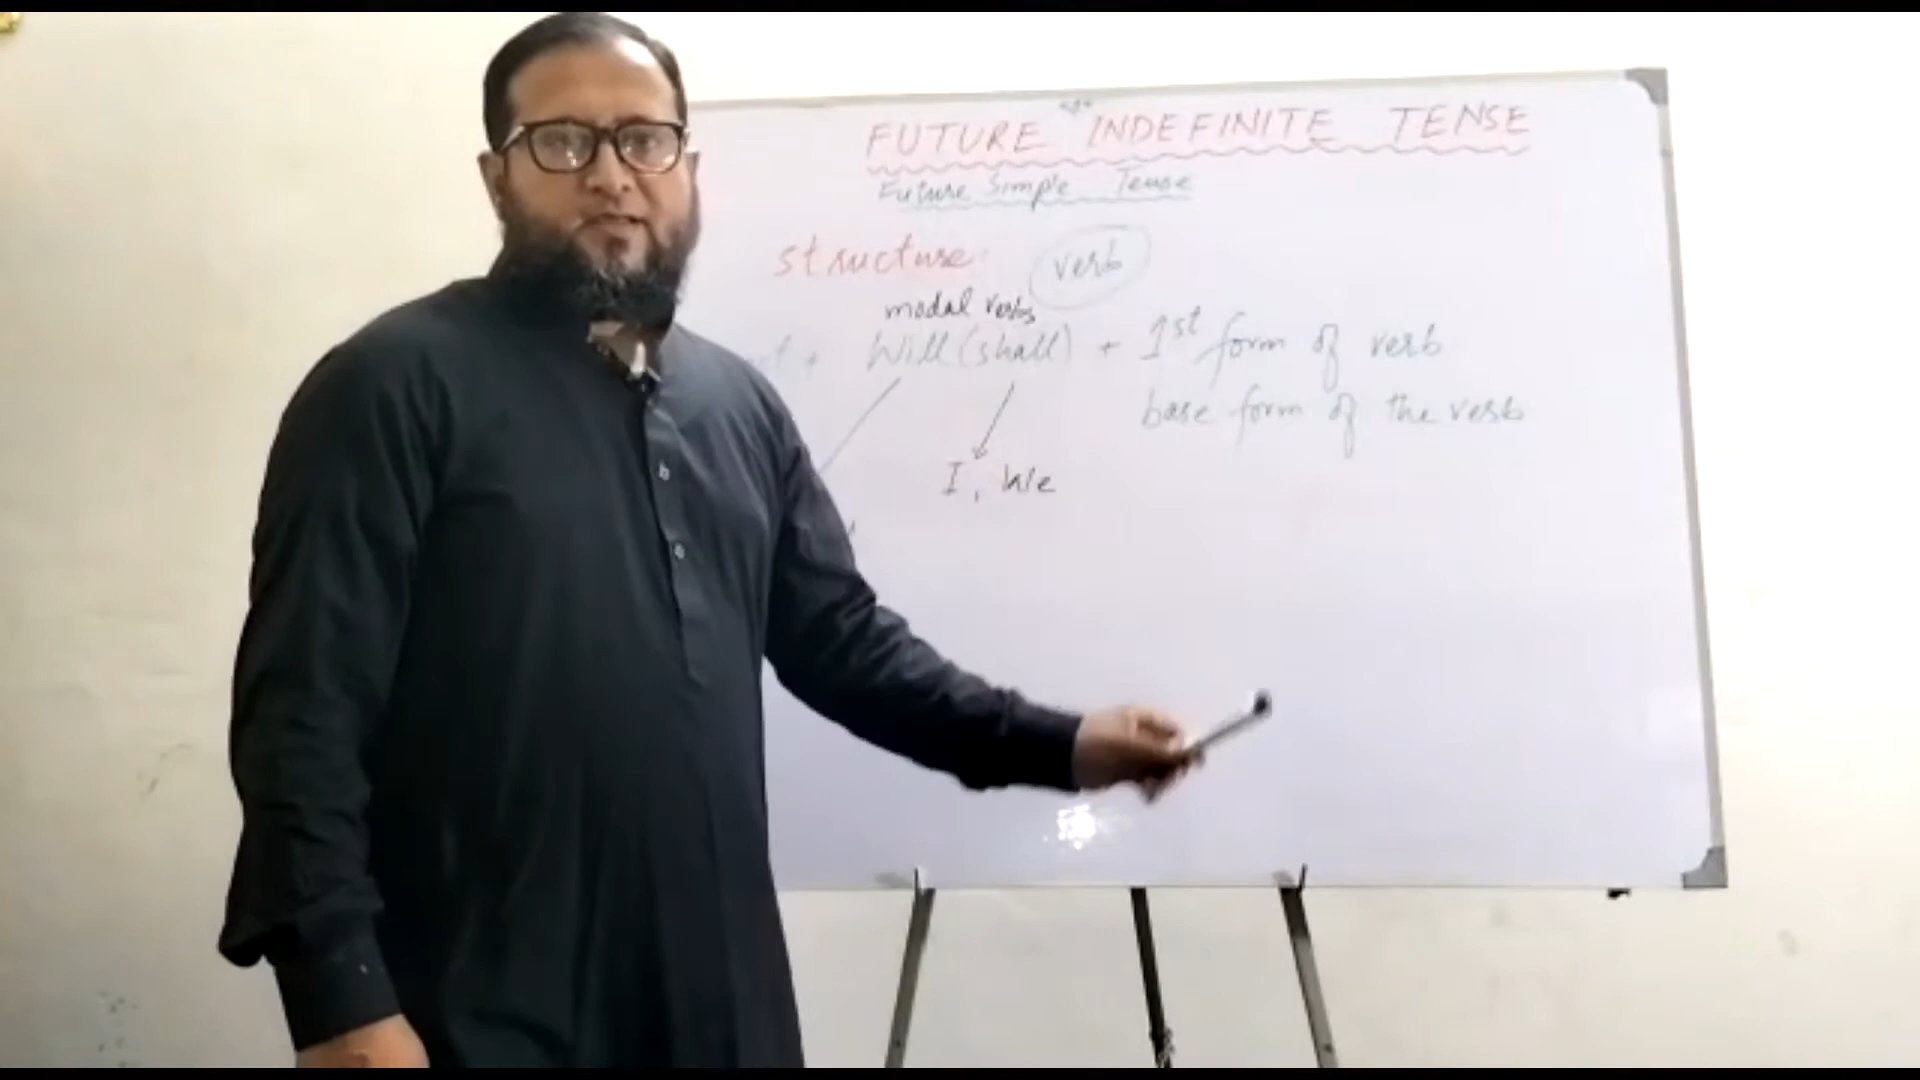 FUTURE INDEFINITE TENSE
Future Simple Tense
structure:
verb
modal verbs
+ Will (shall) + 1st form of verb
base form of the verb
I, We